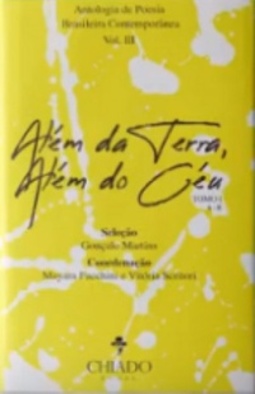 Antologia de Poesia
Brasileira Contemporânea
Vol. III
Além da Terra,
Além do Céu
TOMO I
Seleção
Gonçalo Martins
Coordenação
CHIADO